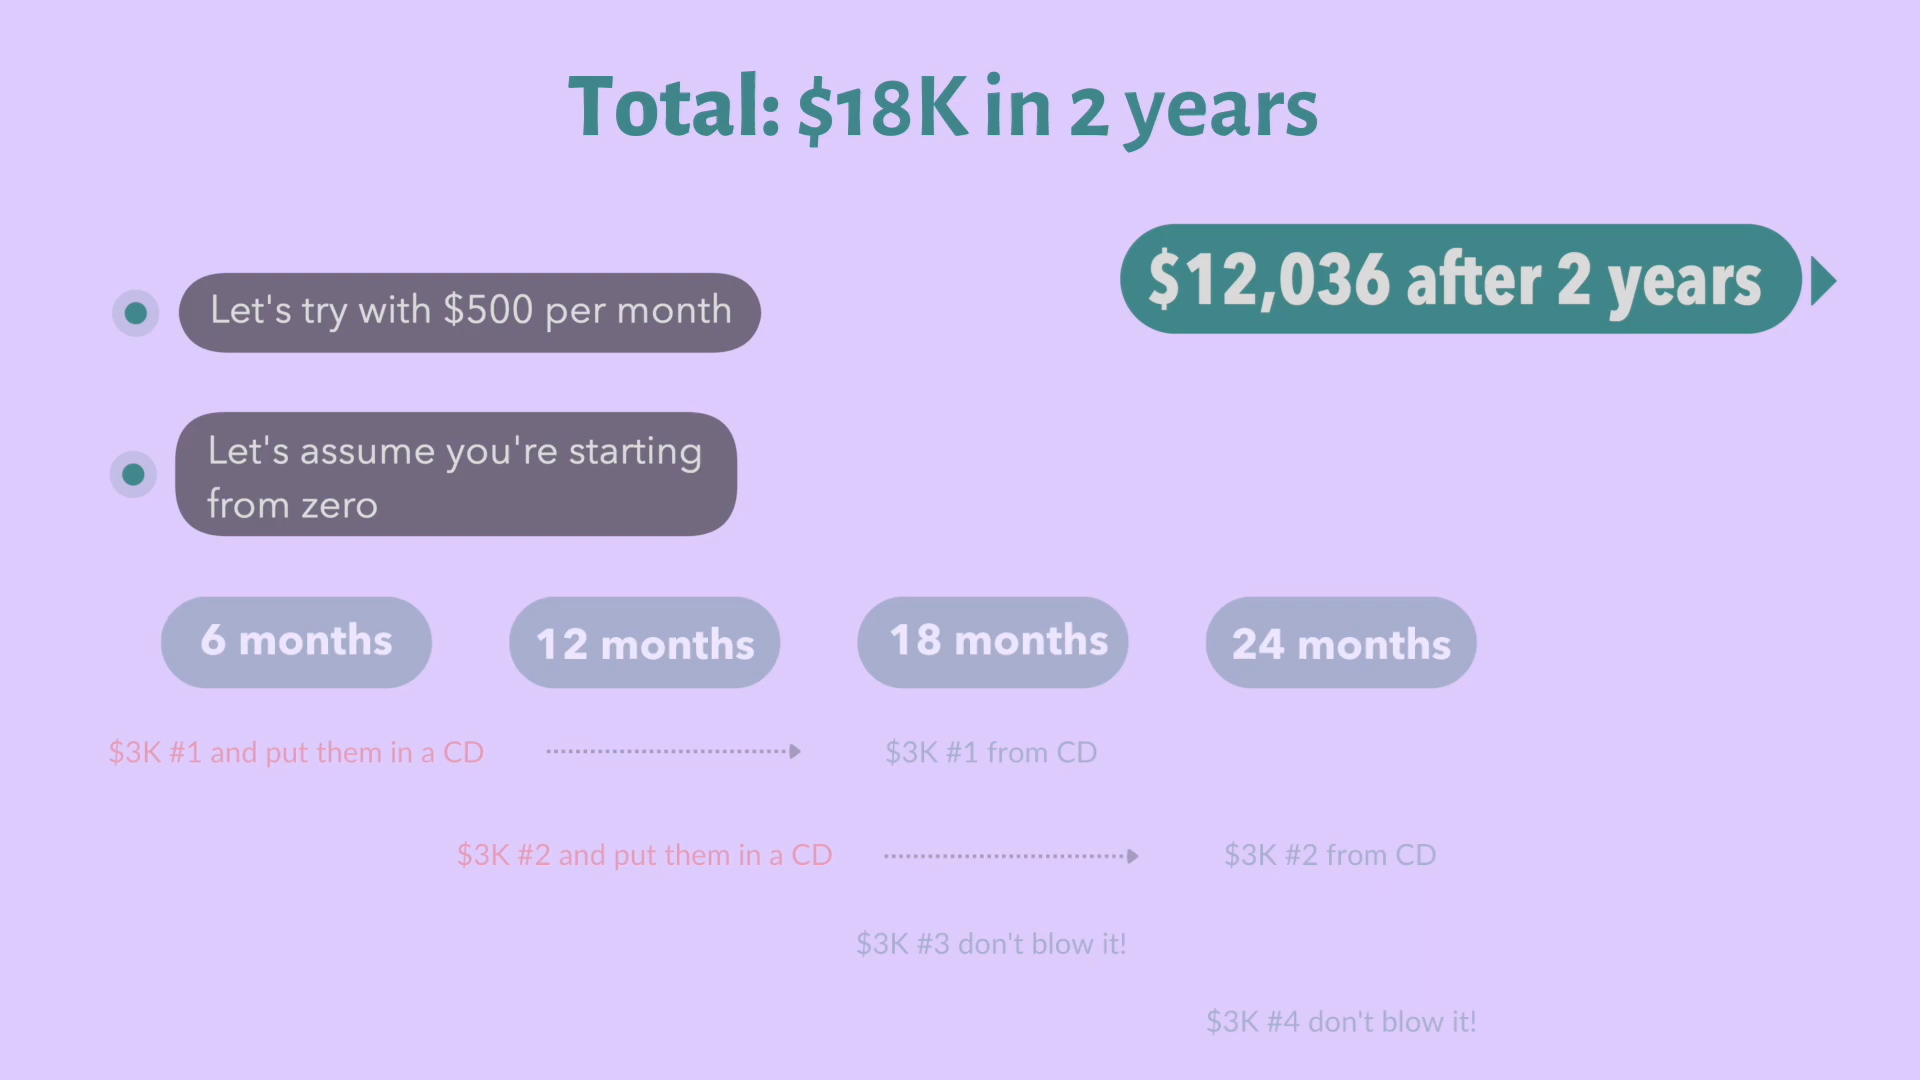 Total: $18K in 2 years
$12,036 after 2 years
Let's try with $500 per month
Let's assume you're starting
from zero
6 months
12 months
18 months
24 months
$3K #1 and put them in a CD
$3K #1 from CD
$3K #2 and put them in a CD
$3K #2 from CD
$3K #3 don't blow it!
$3K #4 don't blow it!